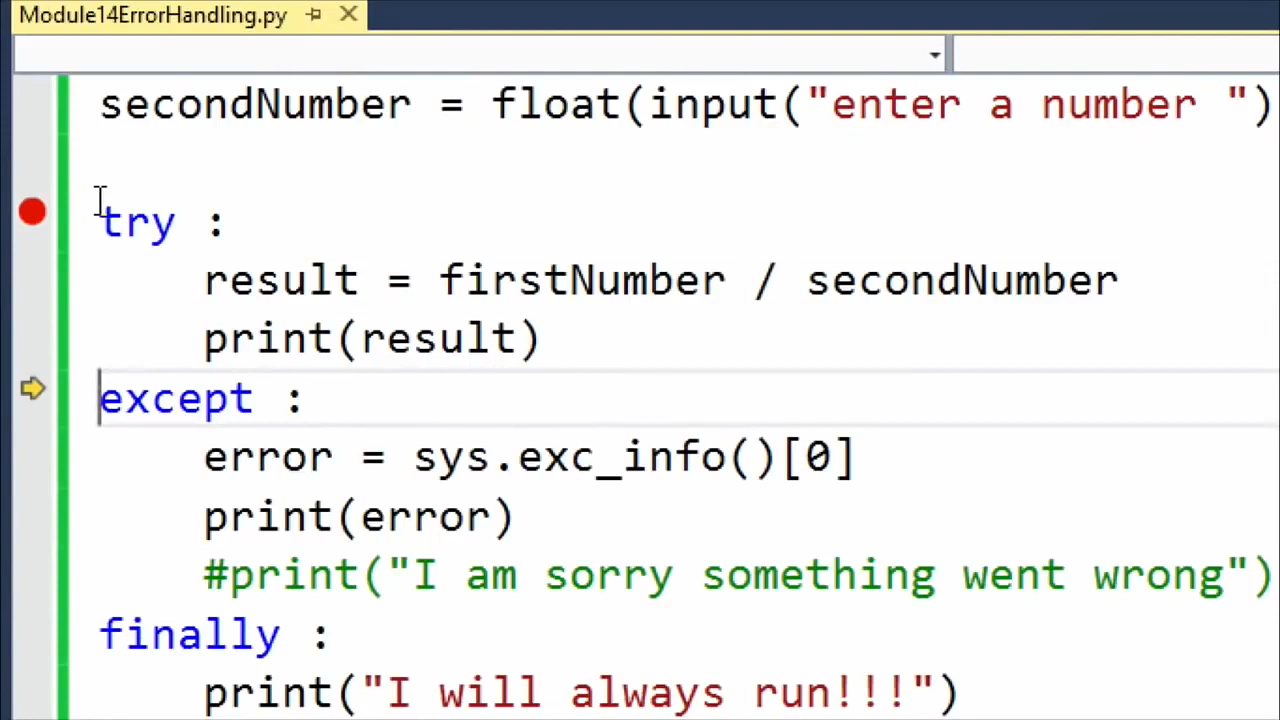 Module14ErrorHandling.py
secondNumber = float(input("enter a number ")
try :
result = firstNumber / secondNumber
print(result)
except :
error = sys.exc_info()[0]
print(error)
#print("I am sorry something went wrong")
finally :
print("I will always run!!!")